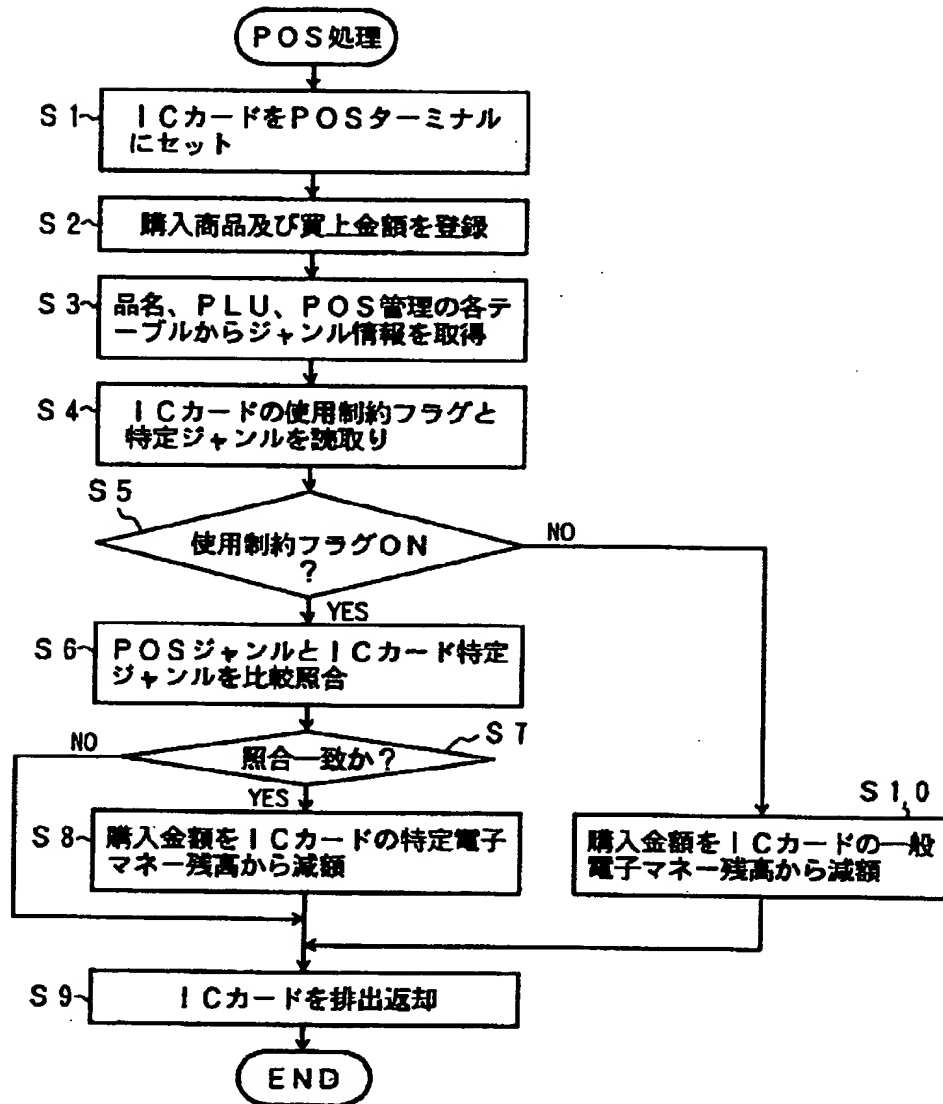 POS処理
S1
ICカードをPOSターミナル
にセット
S2
購入商品及び買上金額を登録
S3
品名、PLU、POS管理の各テ
ーブルからジャンル情報を取得
S4
ICカードの使用制約フラグと
特定ジャンルを読取り
S5
使用制約フラグON
?
NO
YES
S6
POSジャンルとICカード特定
ジャンルを比較照合
NO
照合一致か?
S7
YES
S8
購入金額をICカードの特定電子
マネー残高から減額
S10
購入金額をICカードの一般
電子マネー残高から減額
S9
ICカードを排出返却
END